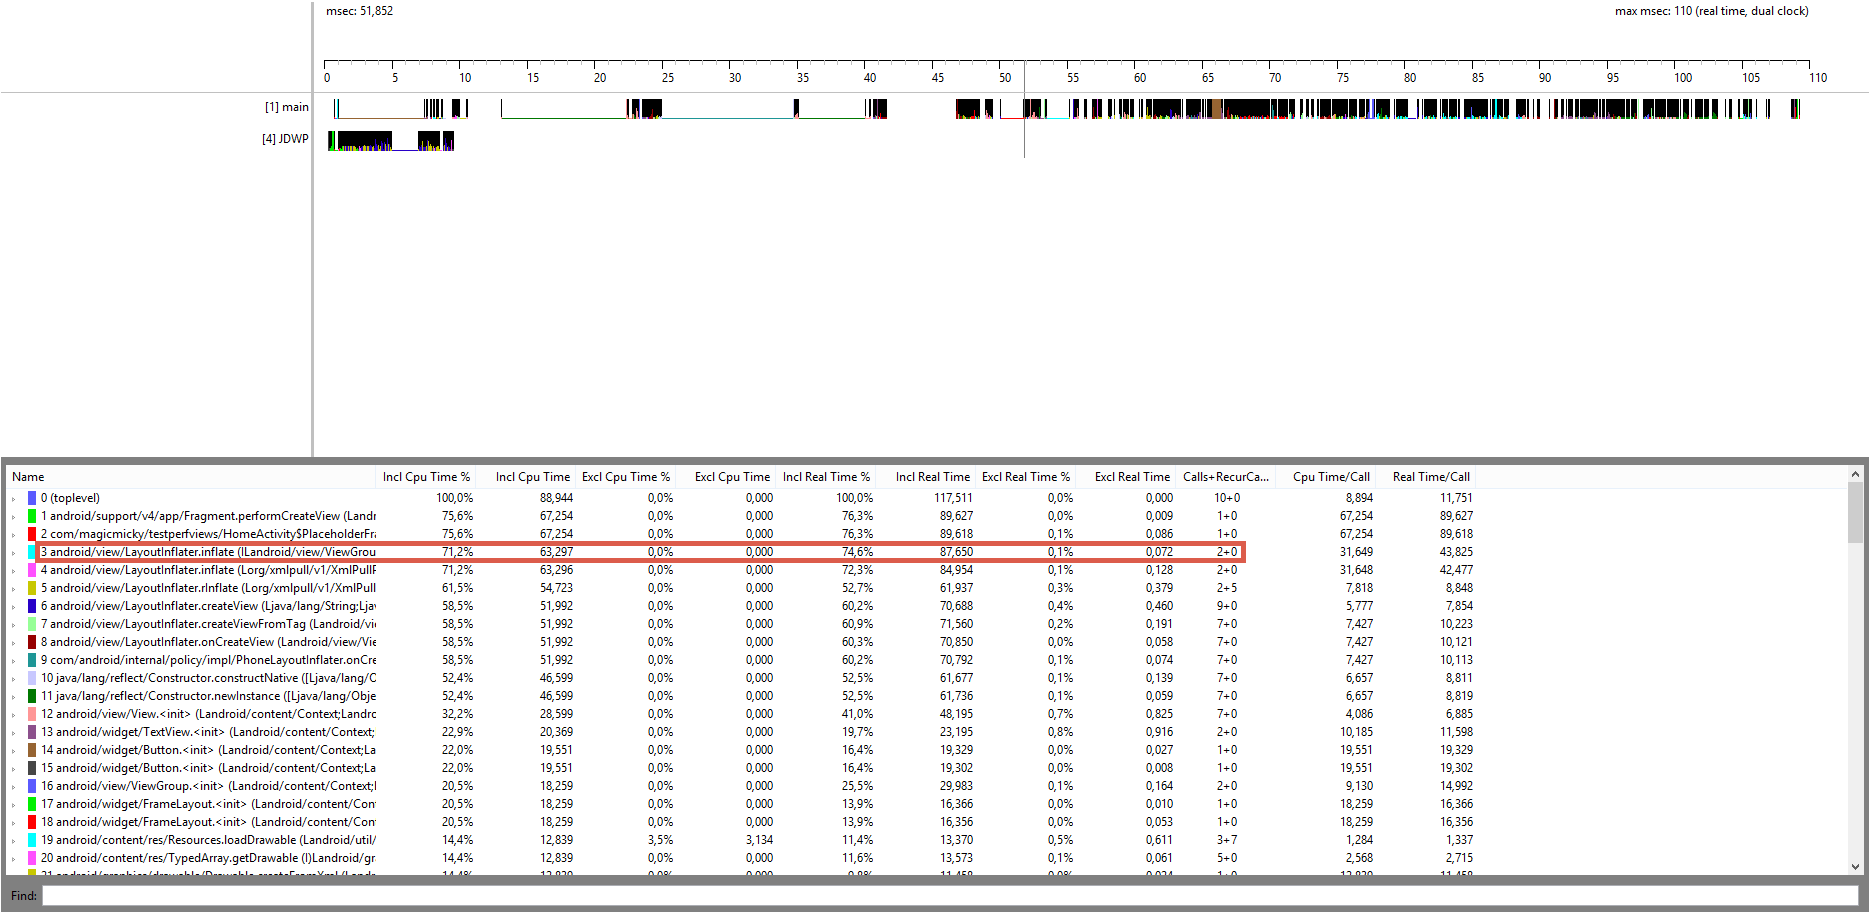 msec: 51,852 max msec: 110 (real time, dual clock)
0 5 10 15 20 25 30 35 40 45 50 55 60 65 70 75 80 85 90 95 100 105 110
[1] main
[4] JDWP
Name Incl Cpu Time % Incl Cpu Time Excl Cpu Time % Excl Cpu Time Incl Real Time % Incl Real Time Excl Real Time % Excl Real Time Calls+RecurCa... Cpu Time/Call Real Time/Call
0 (toplevel) 100,0% 88,944 0,0% 0,000 100,0% 117,511 0,0% 0,000 10+0 8,894 11,751
1 android/support/v4/app/Fragment.performCreateView (Landr 75,6% 67,254 0,0% 0,000 76,3% 89,627 0,0% 0,009 1+0 67,254 89,627
2 com/magicmicky/testperfviews/HomeActivity$PlaceholderFra 75,6% 67,254 0,0% 0,000 76,3% 89,618 0,1% 0,086 1+0 67,254 89,618
3 android/view/LayoutInflater.inflate (ILandroid/view/ViewGrou 71,2% 63,297 0,0% 0,000 74,6% 87,650 0,1% 0,072 2+0 31,649 43,825
4 android/view/LayoutInflater.inflate (Lorg/xmlpull/v1/XmlPullF 71,2% 63,296 0,0% 0,000 72,3% 84,954 0,1% 0,128 2+0 31,648 42,477
5 android/view/LayoutInflater.rInflate (Lorg/xmlpull/v1/XmlPull 61,5% 54,723 0,0% 0,000 52,7% 61,937 0,3% 0,379 2+5 7,818 8,848
6 android/view/LayoutInflater.createView (Ljava/lang/String;Ljav 58,5% 51,992 0,0% 0,000 60,2% 70,688 0,4% 0,460 9+0 5,777 7,854
7 android/view/LayoutInflater.createViewFromTag (Landroid/vie 58,5% 51,992 0,0% 0,000 60,9% 71,560 0,2% 0,191 7+0 7,427 10,223
8 android/view/LayoutInflater.onCreateView (Landroid/view/Vie 58,5% 51,992 0,0% 0,000 60,3% 70,850 0,0% 0,058 7+0 7,427 10,121
9 com/android/internal/policy/impl/PhoneLayoutInflater.onCre 58,5% 51,992 0,0% 0,000 60,2% 70,792 0,1% 0,074 7+0 7,427 10,113
10 java/lang/reflect/Constructor.constructNative ([Ljava/lang/O 52,4% 46,599 0,0% 0,000 52,5% 61,677 0,1% 0,139 7+0 6,657 8,811
11 java/lang/reflect/Constructor.newInstance ([Ljava/lang/Obje 52,4% 46,599 0,0% 0,000 52,5% 61,736 0,1% 0,059 7+0 6,657 8,819
12 android/view/View.<init> (Landroid/content/Context;Landro 32,2% 28,599 0,0% 0,000 41,0% 48,195 0,7% 0,825 7+0 4,086 6,885
13 android/widget/TextView.<init> (Landroid/content/Context; 22,9% 20,369 0,0% 0,000 19,7% 23,195 0,8% 0,916 2+0 10,185 11,598
14 android/widget/Button.<init> (Landroid/content/Context;La 22,0% 19,551 0,0% 0,000 16,4% 19,329 0,0% 0,027 1+0 19,551 19,329
15 android/widget/Button.<init> (Landroid/content/Context;La 22,0% 19,551 0,0% 0,000 16,4% 19,302 0,0% 0,008 1+0 19,551 19,302
16 android/view/ViewGroup.<init> (Landroid/content/Context;l 20,5% 18,259 0,0% 0,000 25,5% 29,983 0,1% 0,164 2+0 9,130 14,992
17 android/widget/FrameLayout.<init> (Landroid/content/Con 20,5% 18,259 0,0% 0,000 13,9% 16,366 0,0% 0,010 1+0 18,259 16,366
18 android/widget/FrameLayout.<init> (Landroid/content/Con 20,5% 18,259 0,0% 0,000 13,9% 16,356 0,0% 0,053 1+0 18,259 16,356
19 android/content/res/Resources.loadDrawable (Landroid/util/ 14,4% 12,839 3,5% 3,134 11,4% 13,370 0,5% 0,611 3+7 1,284 1,337
20 android/content/res/TypedArray.getDrawable (I)Landroid/gr 14,4% 12,839 0,0% 0,000 11,6% 13,573 0,1% 0,061 5+0 2,568 2,715
21 android/graphics/drawable/Drawable.createFromXml (Landr 14,4% 12,839 0,0% 0,000 9,8% 11,458 0,0% 0,024 1+0 12,839 11,458
Find: